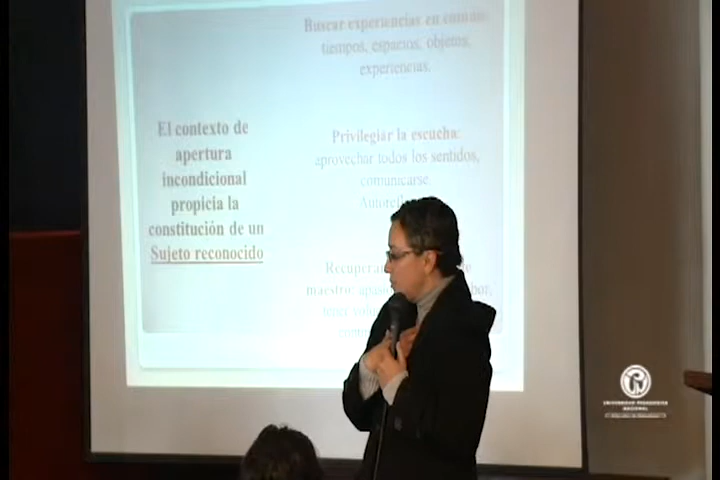 El contexto de
apertura
incondicional
propicia la
constitución de un
Sujeto reconocido
Buscar experiencias en común:
tiempos, espacios, objetos,
experiencias.
Privilegiar la escucha:
aprovechar todos los sentidos,
comunicarse.
maestro:
UNIVERSIDAD PEDAGOGICA
NACIONAL